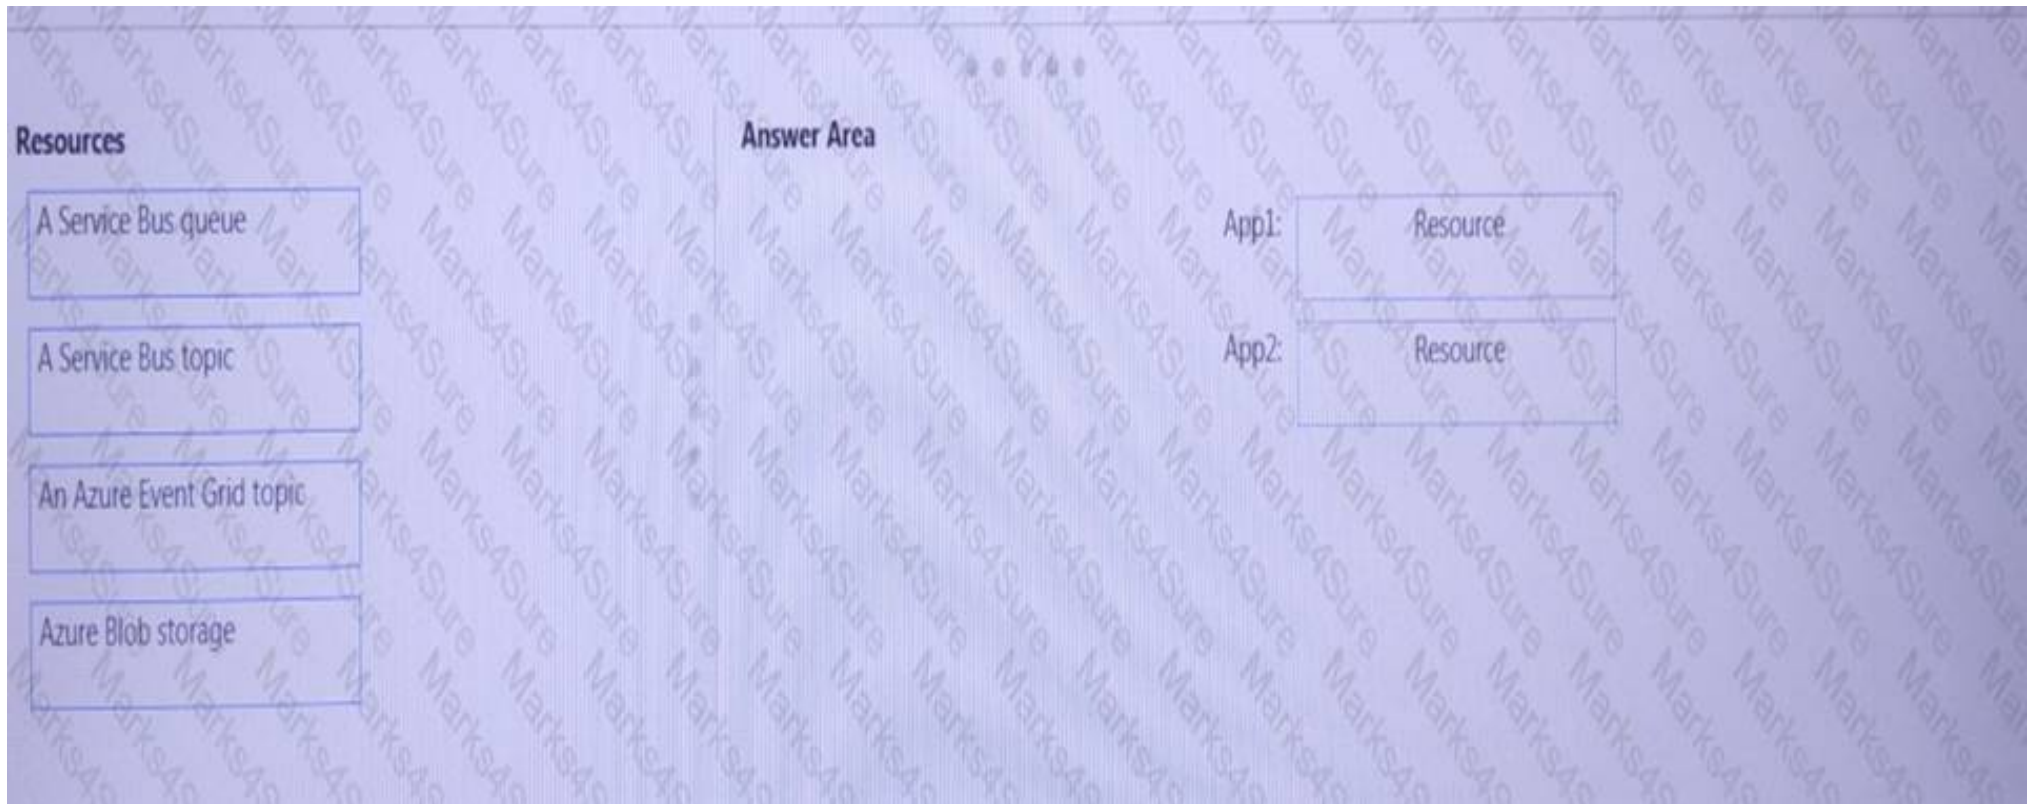 Resources
A Service Bus queue
A Service Bus topic
An Azure Event Grid topic
Azure Blob storage
Answer Area
App1: Resource
App2: Resource
Marks4Sure